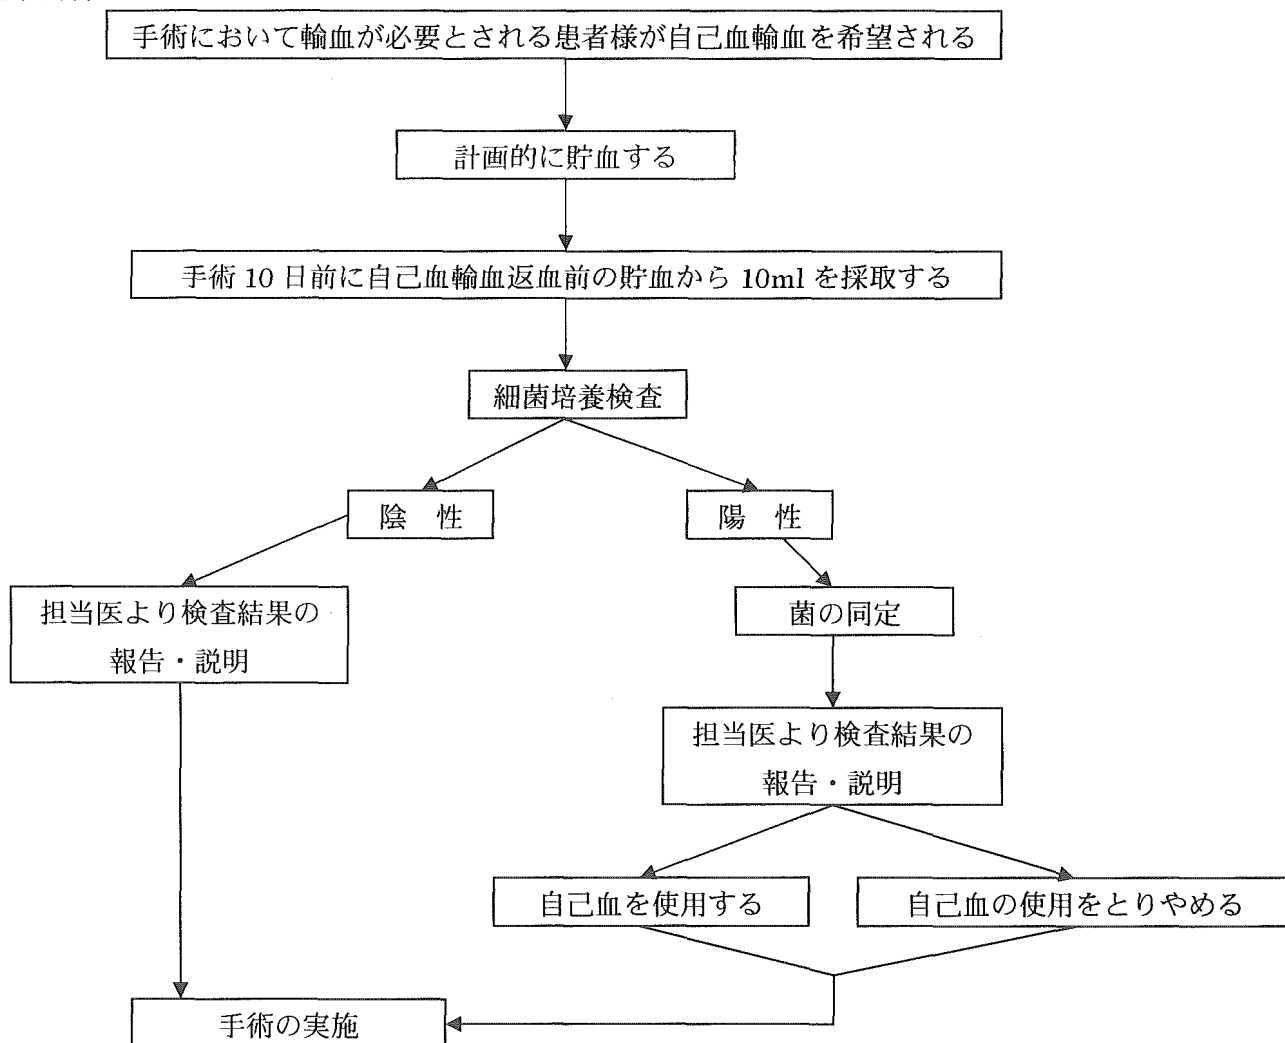 手術において輸血が必要とされる患者様が自己血輸血を希望される
計画的に貯血する
手術 10 日前に自己血輸血返血前の貯血から 10ml を採取する
細菌培養検査
陰　性
陽　性
担当医より検査結果の
報告・説明
菌の同定
担当医より検査結果の
報告・説明
自己血を使用する
自己血の使用をとりやめる
手術の実施